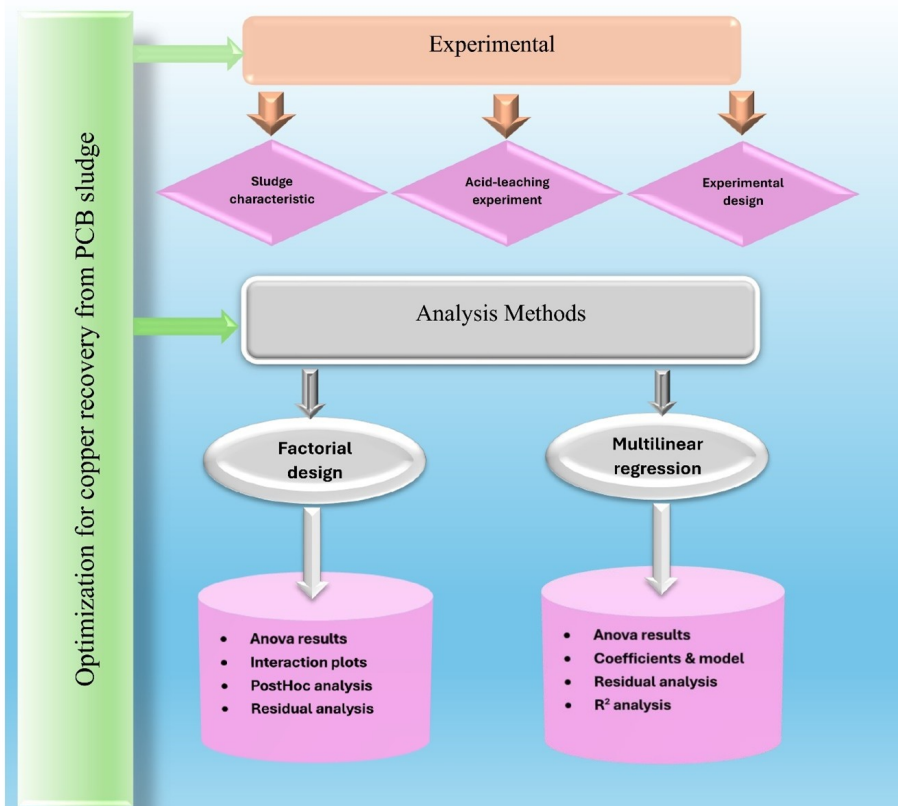 Optimization for copper recovery from PCB sludge
Experimental
Sludge
characteristic
Acid-leaching
experiment
Experimental
design
Analysis Methods
Factorial
design
Multilinear
regression
• Anova results
• Interaction plots
• PostHoc analysis
• Residual analysis
• Anova results
• Coefficients & model
• Residual analysis
• R² analysis